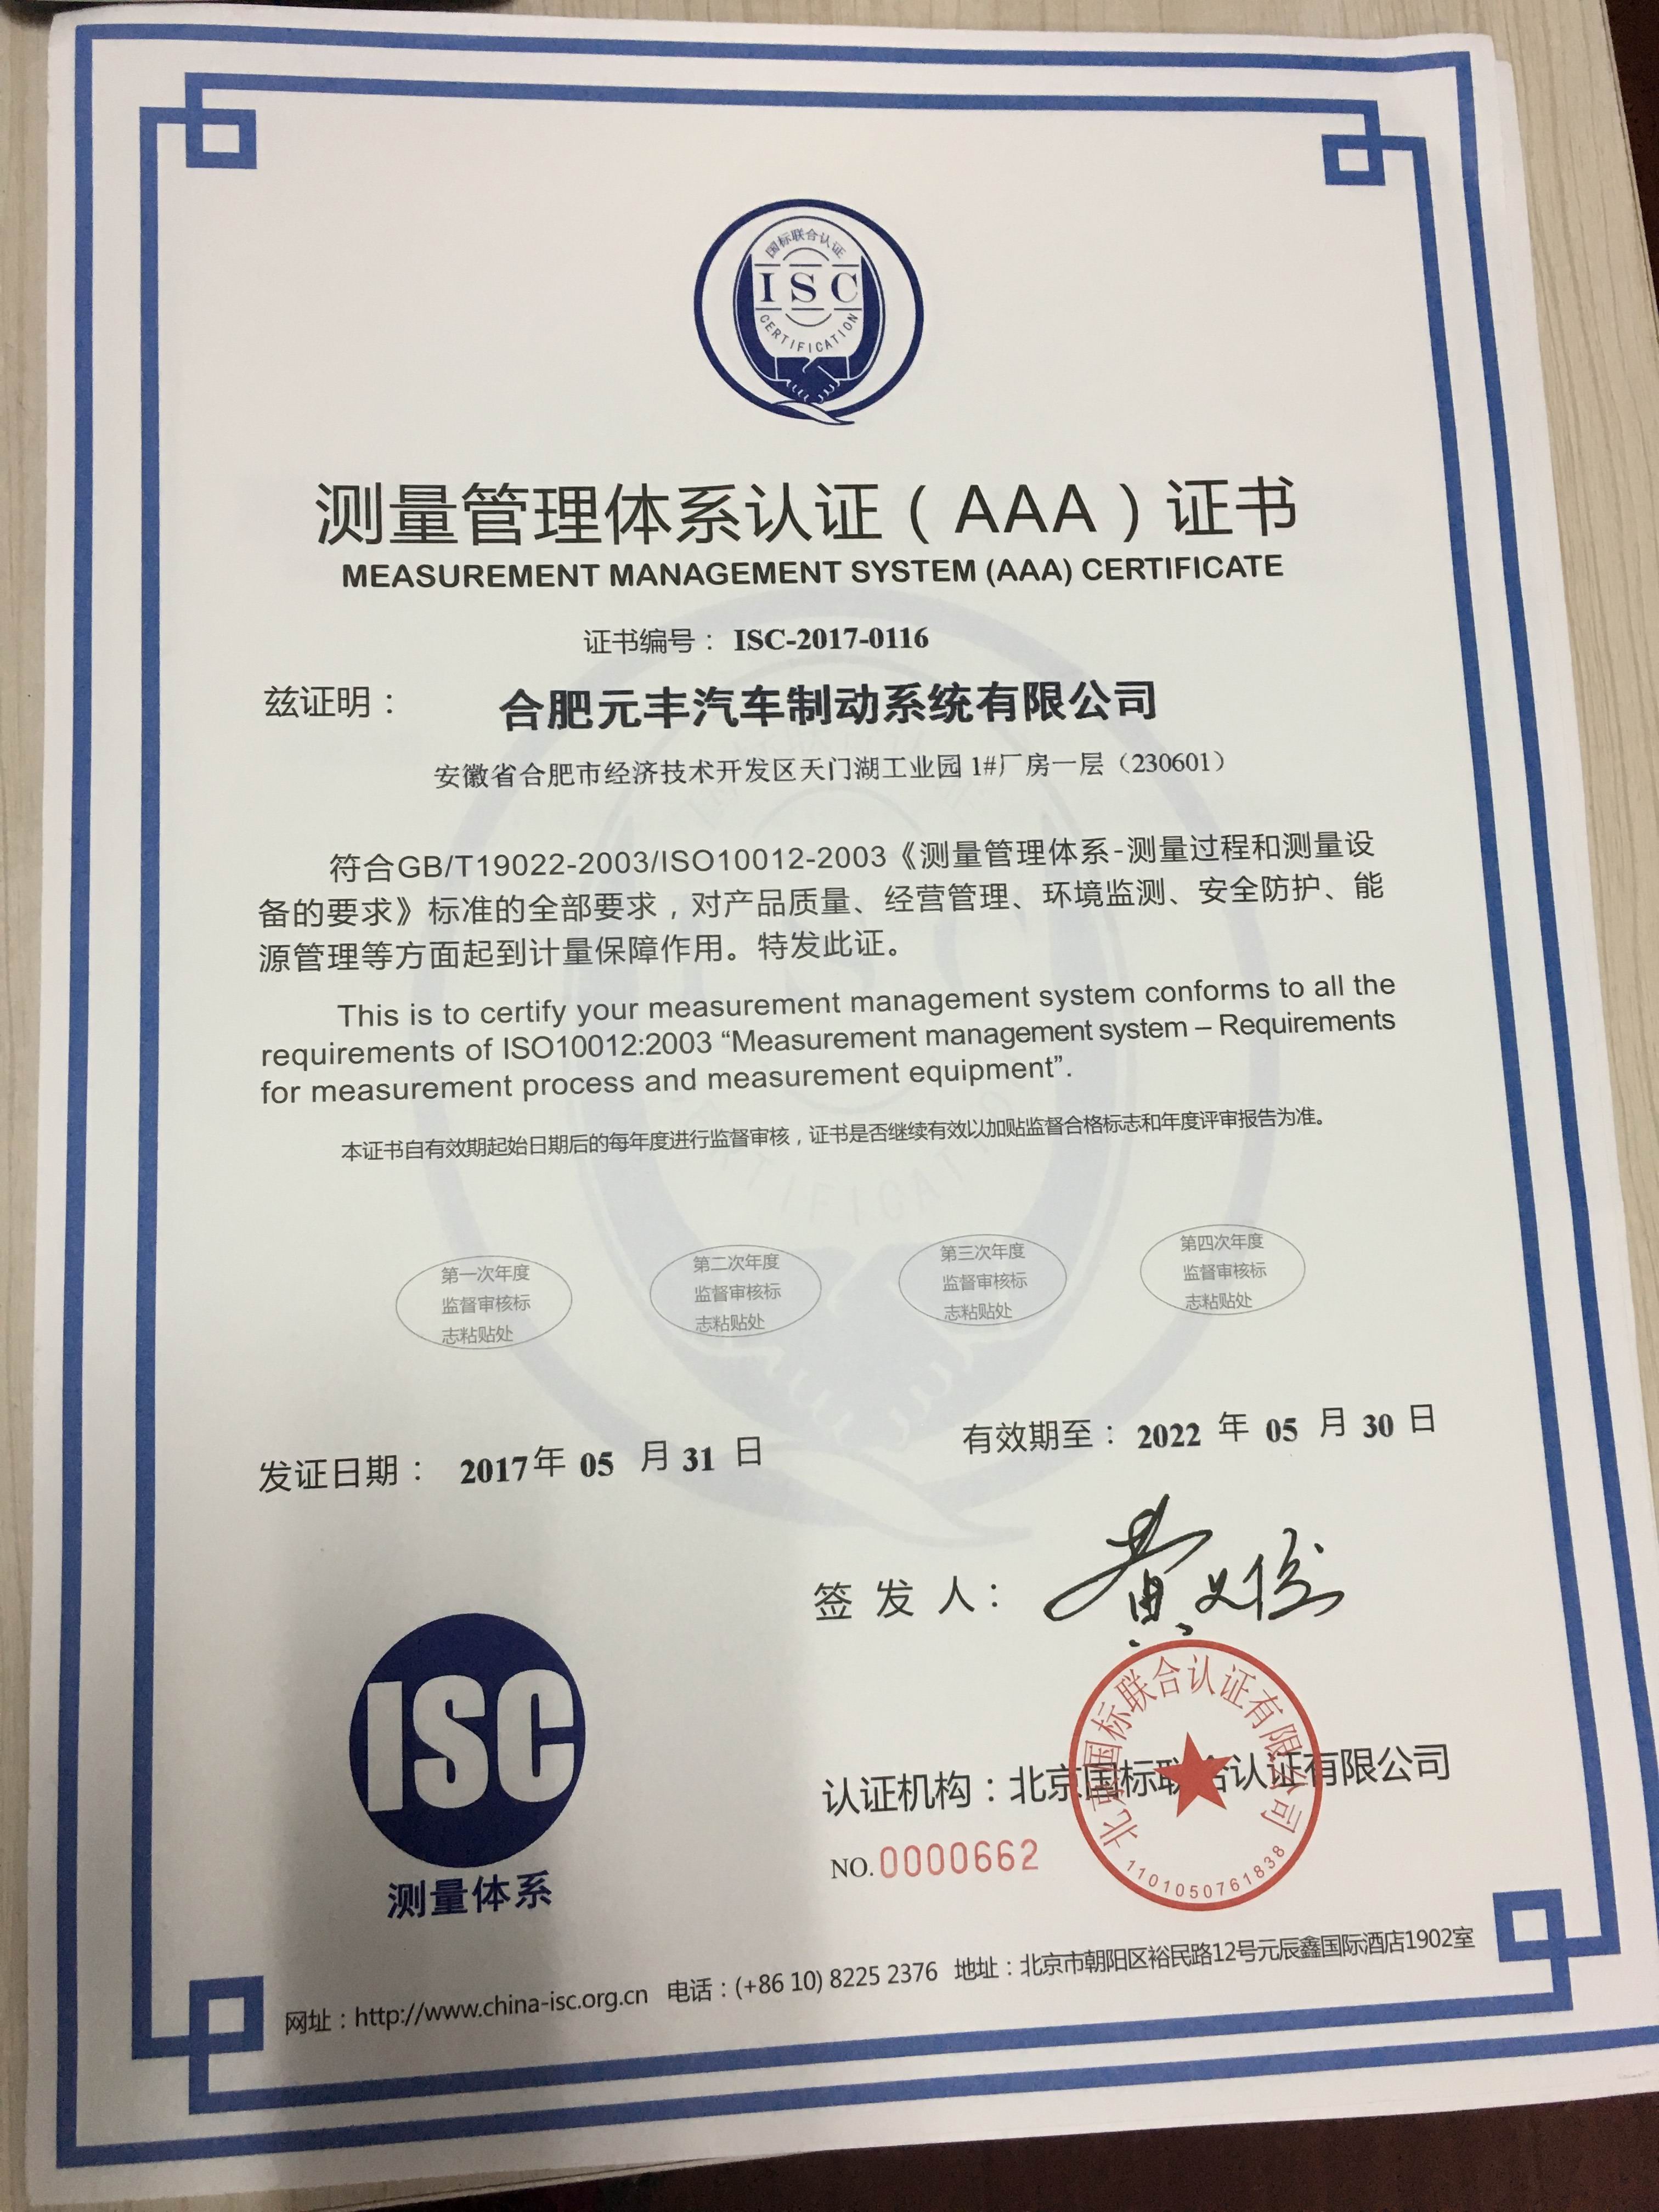 国标联合认证
ISC
CERTIFICATION
测量管理体系认证（AAA）证书
MEASUREMENT MANAGEMENT SYSTEM (AAA) CERTIFICATE
证书编号： ISC-2017-0116
兹证明： 合肥元丰汽车制动系统有限公司
安徽省合肥市经济技术开发区天门湖工业园 1#厂房一层（230601）
符合GB/T19022-2003/ISO10012-2003《测量管理体系-测量过程和测量设
备的要求》标准的全部要求，对产品质量、经营管理、环境监测、安全防护、能
源管理等方面起到计量保障作用。特发此证。
This is to certify your measurement management system conforms to all the
requirements of ISO10012:2003 “Measurement management system – Requirements
for measurement process and measurement equipment”.
本证书自有效期起始日期后的每年度进行监督审核，证书是否继续有效以加贴监督合格标志和年度评审报告为准。
第一次年度
监督审核标
志粘贴处
第二次年度
监督审核标
志粘贴处
第三次年度
监督审核标
志粘贴处
第四次年度
监督审核标
志粘贴处
发证日期： 2017年 05 月 31 日
有效期至： 2022 年 05 月 30 日
签 发 人：
ISC
测量体系
认证机构：北京国标联合认证有限公司
NO.0000662
北京国标联合认证有限公司
1101050761838
网址：http://www.china-isc.org.cn 电话：(+86 10) 8225 2376 地址：北京市朝阳区裕民路12号元辰鑫国际酒店1902室